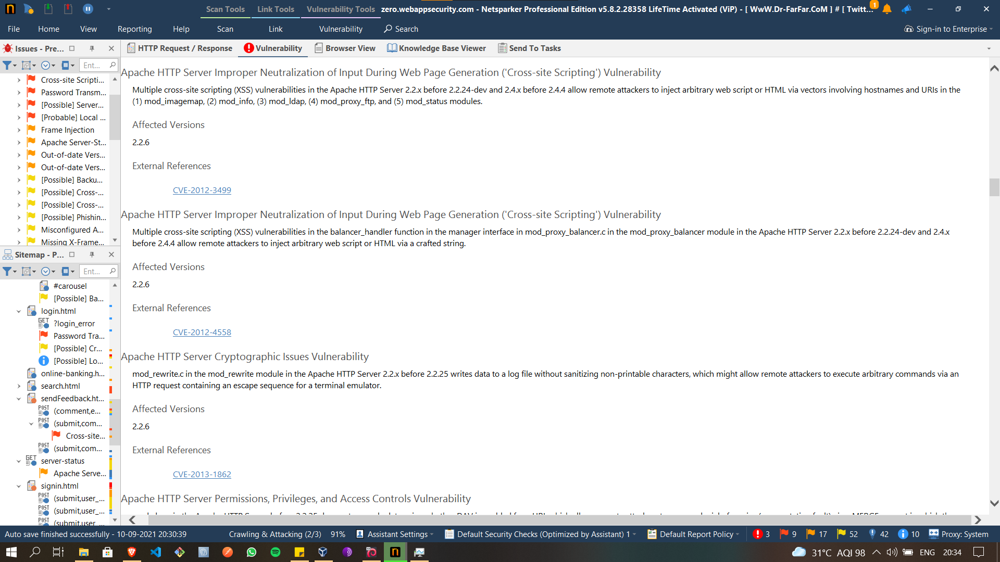 Scan Tools
Link Tools
Vulnerability Tools
zero.webappsecurity.com - Netsparker Professional Edition v5.8.2.28358 LifeTime Activated (ViP) - [ WwW.Dr-FarFar.CoM ] # [ Twitt...
1
File
Home
View
Reporting
Help
Scan
Link
Vulnerability
Search
Sign-in to Enterprise
Issues - Pre...
HTTP Request / Response
Vulnerability
Browser View
Knowledge Base Viewer
Send To Tasks
Ent...
Cross-site Scripti...
Password Transm...
[Possible] Server...
[Probable] Local ...
Frame Injection
Apache Server-St...
Out-of-date Vers...
Out-of-date Vers...
[Possible] Backu...
[Possible] Cross-...
[Possible] Cross-...
[Possible] Phishin...
Misconfigured A...
Missing X-Frame...
Sitemap - P...
Ent...
#carousel
[Possible] Ba...
login.html
GET
?login_error
Password Tra...
[Possible] Cr...
[Possible] Lo...
online-banking.h...
search.html
sendFeedback.ht...
POST
(comment,e...
POST
(submit,com...
Cross-site...
POST
(submit,com...
GET
server-status
Apache Serve...
signin.html
POST
(submit,user_...
POST
(submit,user_...
POST
(submit,user_...
Apache HTTP Server Improper Neutralization of Input During Web Page Generation ('Cross-site Scripting') Vulnerability
Multiple cross-site scripting (XSS) vulnerabilities in the Apache HTTP Server 2.2.x before 2.2.24-dev and 2.4.x before 2.4.4 allow remote attackers to inject arbitrary web script or HTML via vectors involving hostnames and URIs in the
(1) mod_imagemap, (2) mod_info, (3) mod_ldap, (4) mod_proxy_ftp, and (5) mod_status modules.
Affected Versions
2.2.6
External References
CVE-2012-3499
Apache HTTP Server Improper Neutralization of Input During Web Page Generation ('Cross-site Scripting') Vulnerability
Multiple cross-site scripting (XSS) vulnerabilities in the balancer_handler function in the manager interface in mod_proxy_balancer.c in the mod_proxy_balancer module in the Apache HTTP Server 2.2.x before 2.2.24-dev and 2.4.x
before 2.4.4 allow remote attackers to inject arbitrary web script or HTML via a crafted string.
Affected Versions
2.2.6
External References
CVE-2012-4558
Apache HTTP Server Cryptographic Issues Vulnerability
mod_rewrite.c in the mod_rewrite module in the Apache HTTP Server 2.2.x before 2.2.25 writes data to a log file without sanitizing non-printable characters, which might allow remote attackers to execute arbitrary commands via an
HTTP request containing an escape sequence for a terminal emulator.
Affected Versions
2.2.6
External References
CVE-2013-1862
Apache HTTP Server Permissions, Privileges, and Access Controls Vulnerability
Auto save finished successfully - 10-09-2021 20:30:39
Crawling & Attacking (2/3)
91%
Assistant Settings
Default Security Checks (Optimized by Assistant) 1
Default Report Policy
3
9
17
52
42
10
Proxy: System
31°C AQI 98
ENG
20:34